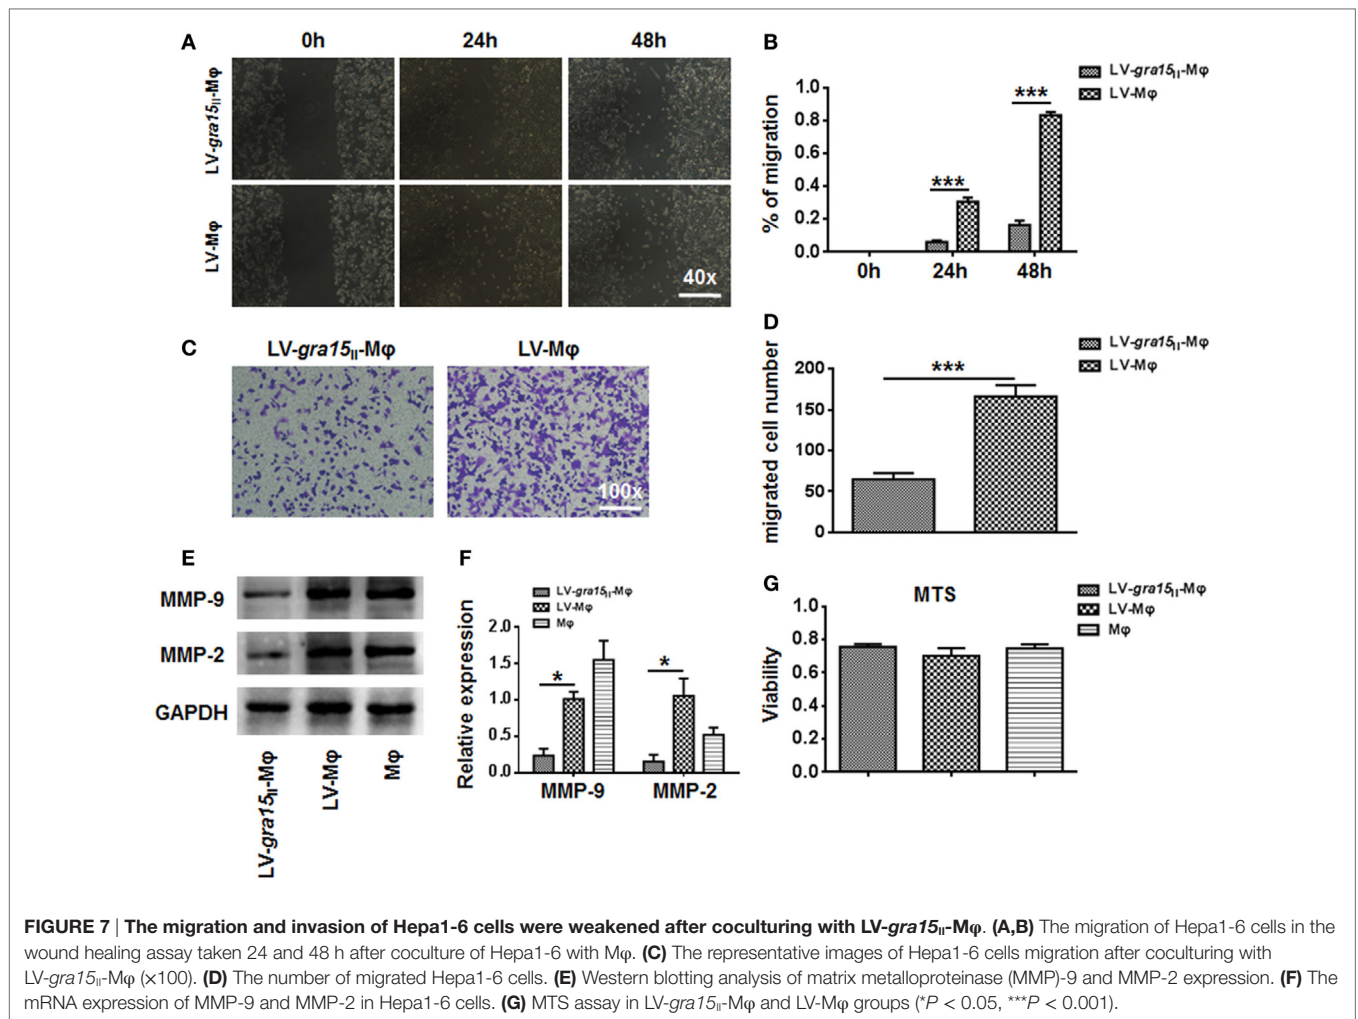 A
0h
24h
48h
LV-gra15II-Mφ
LV-Mφ
40x
B
LV-gra15II-Mφ
LV-Mφ
% of migration
1.0
0.8
0.6
0.4
0.2
0.0
***
***
0h
24h
48h
C
LV-gra15II-Mφ
LV-Mφ
100x
D
LV-gra15II-Mφ
LV-Mφ
migrated cell number
200
150
100
50
0
***
E
MMP-9
MMP-2
GAPDH
LV-gra15II-Mφ
LV-Mφ
Mφ
F
LV-gra15II-Mφ
LV-Mφ
Mφ
Relative expression
2.0
1.5
1.0
0.5
0.0
*
*
MMP-9
MMP-2
G
MTS
LV-gra15II-Mφ
LV-Mφ
Mφ
Viability
1.0
0.8
0.6
0.4
0.2
0.0
FIGURE 7 | The migration and invasion of Hepa1-6 cells were weakened after coculturing with LV-gra15II-Mφ. (A,B) The migration of Hepa1-6 cells in the
wound healing assay taken 24 and 48 h after coculture of Hepa1-6 with Mφ. (C) The representative images of Hepa1-6 cells migration after coculturing with
LV-gra15II-Mφ (×100). (D) The number of migrated Hepa1-6 cells. (E) Western blotting analysis of matrix metalloproteinase (MMP)-9 and MMP-2 expression. (F) The
mRNA expression of MMP-9 and MMP-2 in Hepa1-6 cells. (G) MTS assay in LV-gra15II-Mφ and LV-Mφ groups (*P < 0.05, ***P < 0.001).